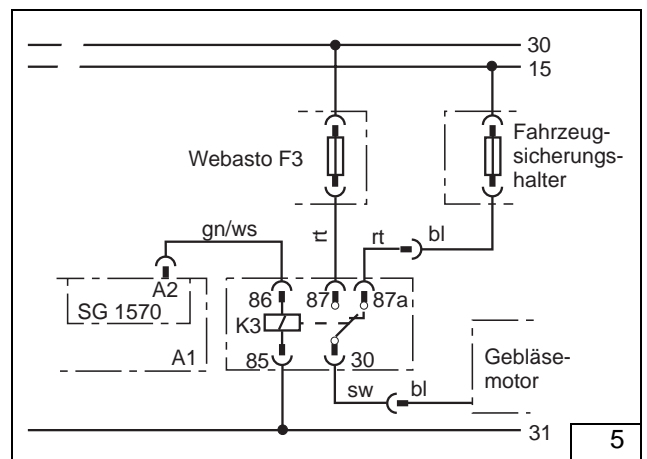 30
15
Webasto F3
Fahrzeug-
sicherungs-
halter
gn/ws
rt
rt
bl
A2
SG 1570
A1
86
87
87a
K3
85
30
Gebläse-
motor
sw
bl
31
5